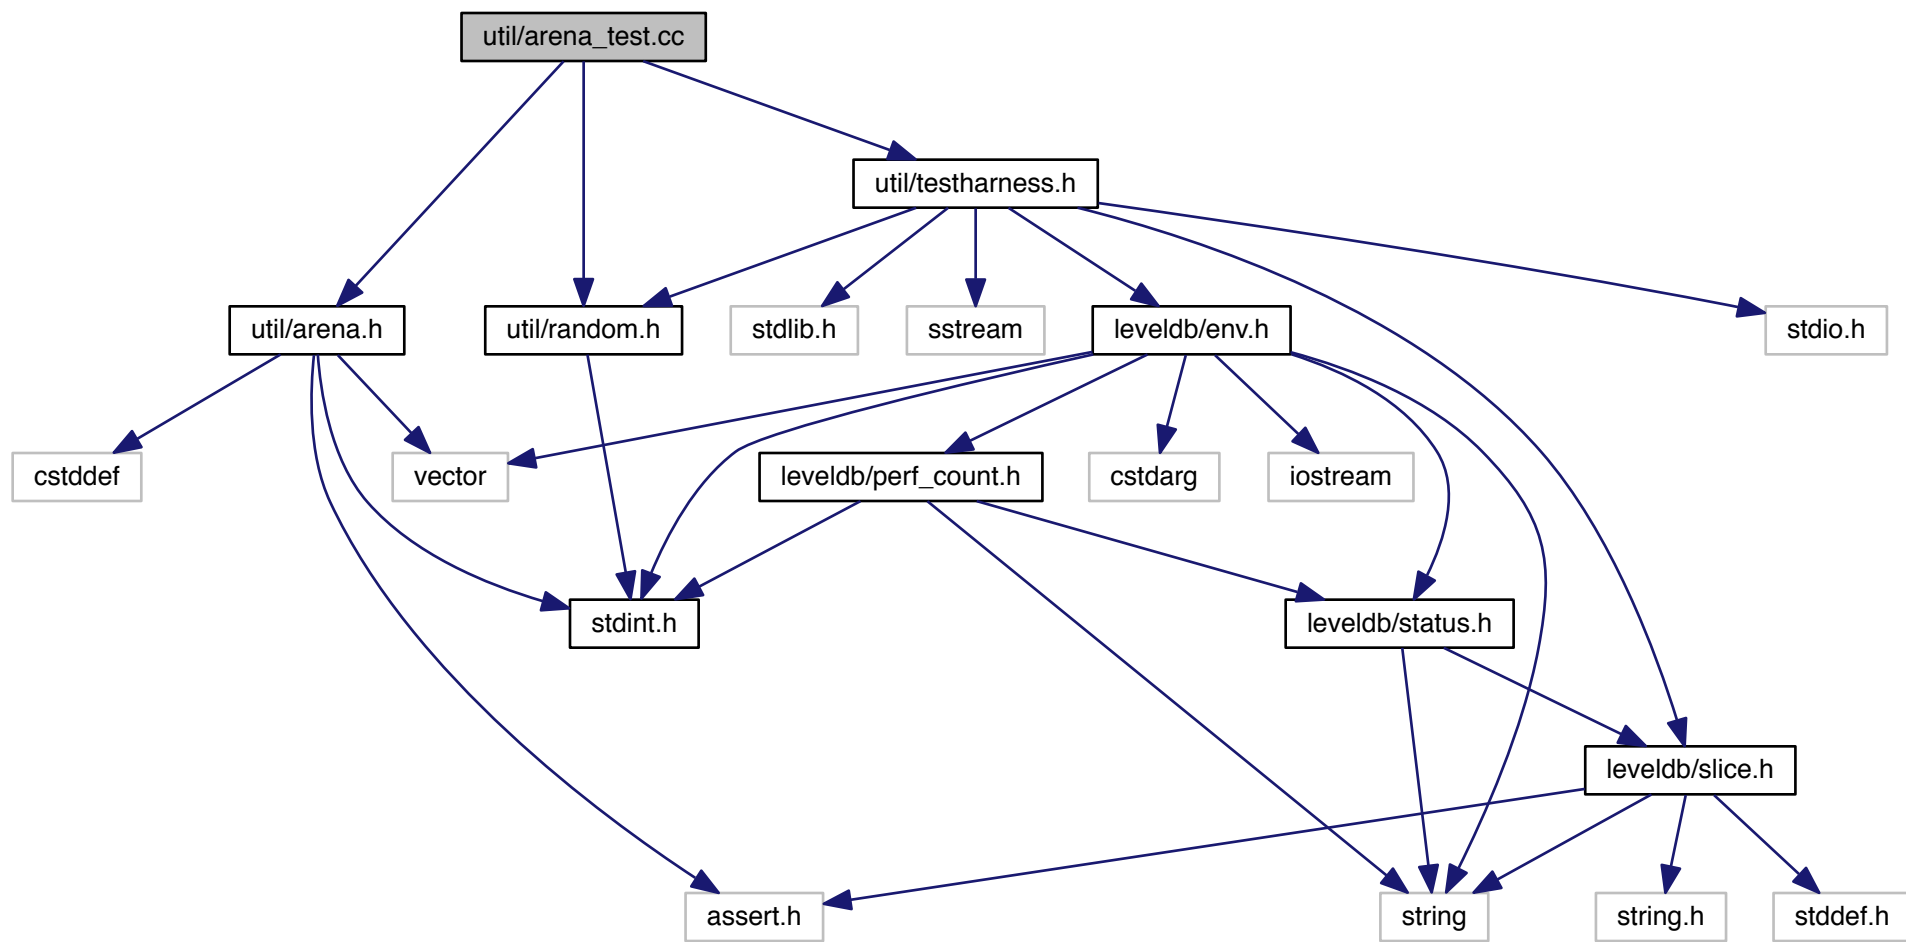 util/arena_test.cc
util/testharness.h
util/arena.h
util/random.h
stdlib.h
sstream
leveldb/env.h
stdio.h
cstddef
vector
leveldb/perf_count.h
cstdarg
iostream
stdint.h
leveldb/status.h
leveldb/slice.h
assert.h
string
string.h
stddef.h